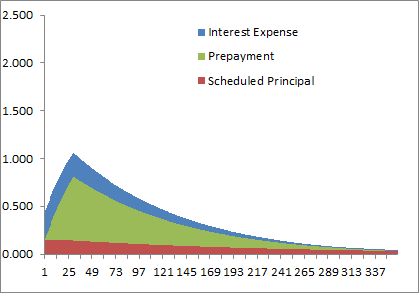 2.500
Interest Expense
2.000
Prepayment
Scheduled Principal
1.500
1.000
0.500
0.000
1 25 49 73 97 121 145 169 193 217 241 265 289 313 337